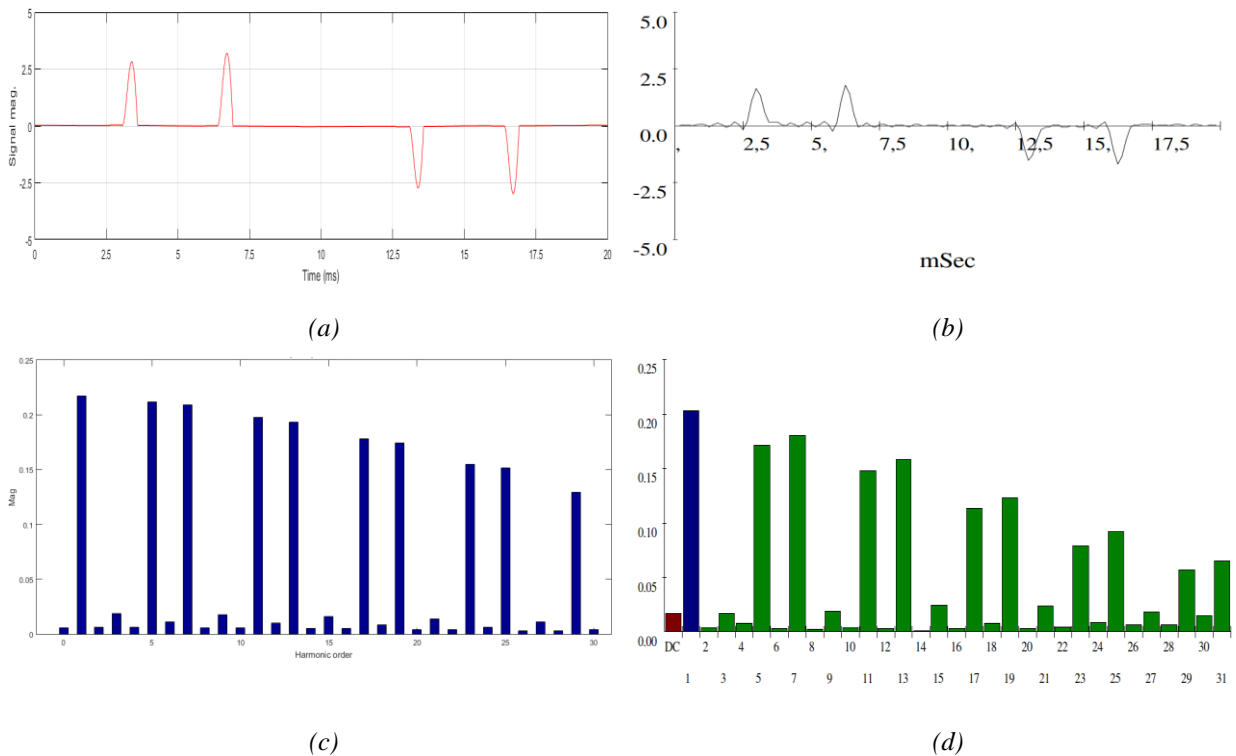 5
2.5
0
-2.5
-5
Signal mag.
0 2.5 5 7.5 10 12.5 15 17.5 20
Time (ms)
(a)
5.0
2.5
0.0
-2.5
-5.0
, 2,5 5, 7,5 10, 12,5 15, 17,5
mSec
(b)
0.25
0.2
0.15
0.1
0.05
0
Mag
0 5 10 15 20 25 30
Harmonic order
(c)
0.25
0.20
0.15
0.10
0.05
0.00
DC 2 4 6 8 10 12 14 16 18 20 22 24 26 28 30
1 3 5 7 9 11 13 15 17 19 21 23 25 27 29 31
(d)